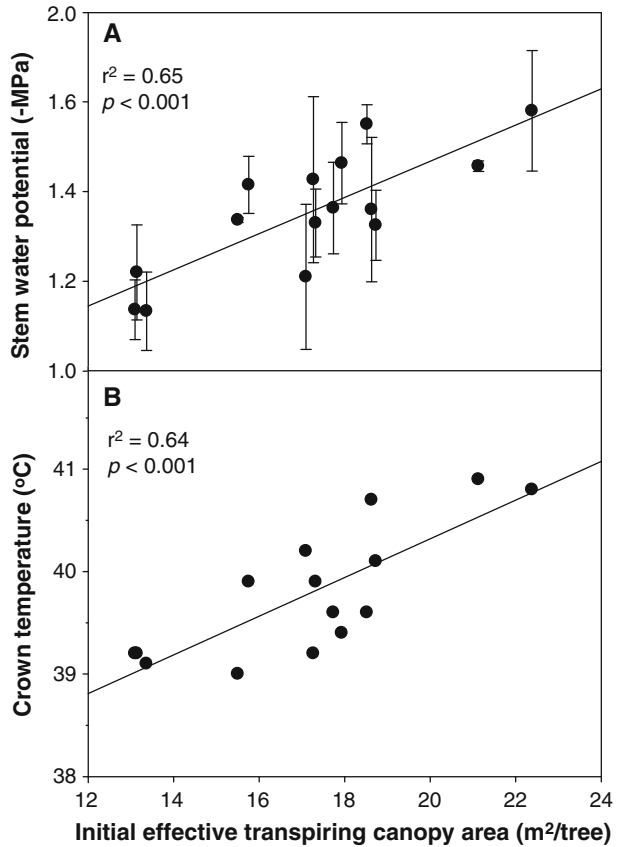 A
r² = 0.65
p < 0.001
Stem water potential (-MPa)
2.0
1.6
1.4
1.2
1.0
B
r² = 0.64
p < 0.001
Crown temperature (ºC)
41
40
39
38
12 14 16 18 20 22 24
Initial effective transpiring canopy area (m²/tree)